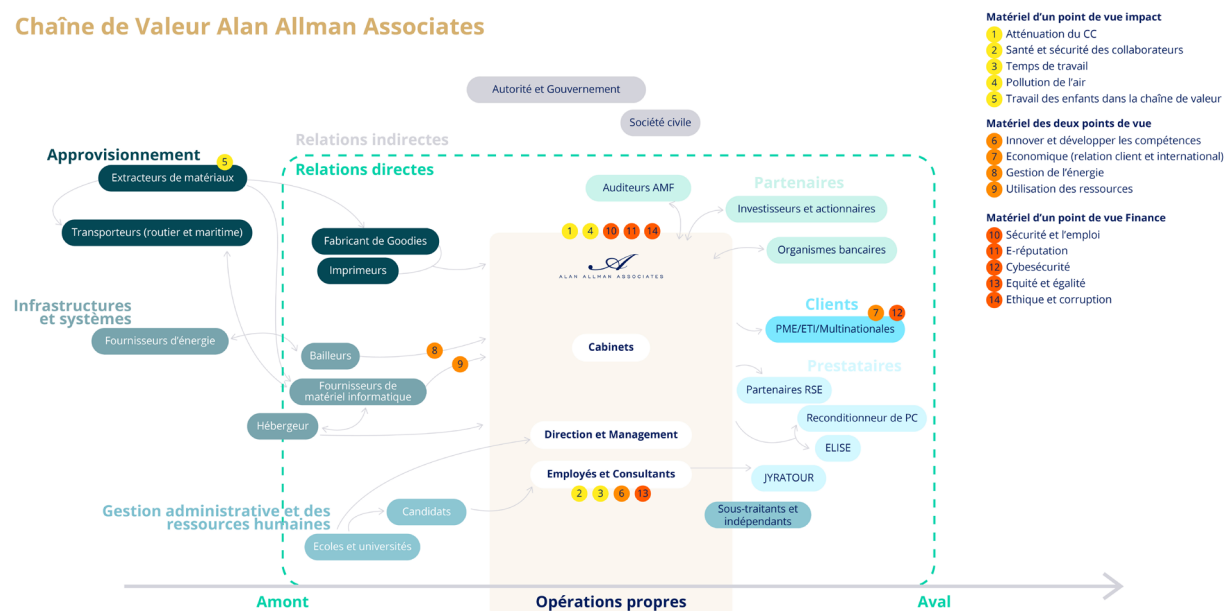 Chaîne de Valeur Alan Allman Associates
Matériel d'un point de vue impact
1 Atténuation du CC
2 Santé et sécurité des collaborateurs
3 Temps de travail
4 Pollution de l'air
5 Travail des enfants dans la chaîne de valeur
Matériel des deux points de vue
6 Innover et développer les compétences
7 Economique (relation client et international)
8 Gestion de l'énergie
9 Utilisation des ressources
Matériel d'un point de vue Finance
10 Sécurité et l'emploi
11 E-réputation
12 Cybesécurité
13 Equité et égalité
14 Ethique et corruption
Autorité et Gouvernement
Société civile
Relations indirectes
Relations directes
Approvisionnement
5
Extracteurs de matériaux
Transporteurs (routier et maritime)
Fabricant de Goodies
Imprimeurs
Infrastructures
et systèmes
Fournisseurs d'énergie
Bailleurs
8
9
Fournisseurs de
matériel informatique
Hébergeur
Gestion administrative et des
ressources humaines
Candidats
Ecoles et universités
1 4 10 11 14
A
ALAN ALLMAN ASSOCIATES
Cabinets
Direction et Management
Employés et Consultants
2 3 6 13
Auditeurs AMF
Partenaires
Investisseurs et actionnaires
Organismes bancaires
Clients
7 12
PME/ETI/Multinationales
Prestataires
Partenaires RSE
Reconditionneur de PC
ELISE
JYRATOUR
Sous-traitants et
indépendants
Amont
Opérations propres
Aval